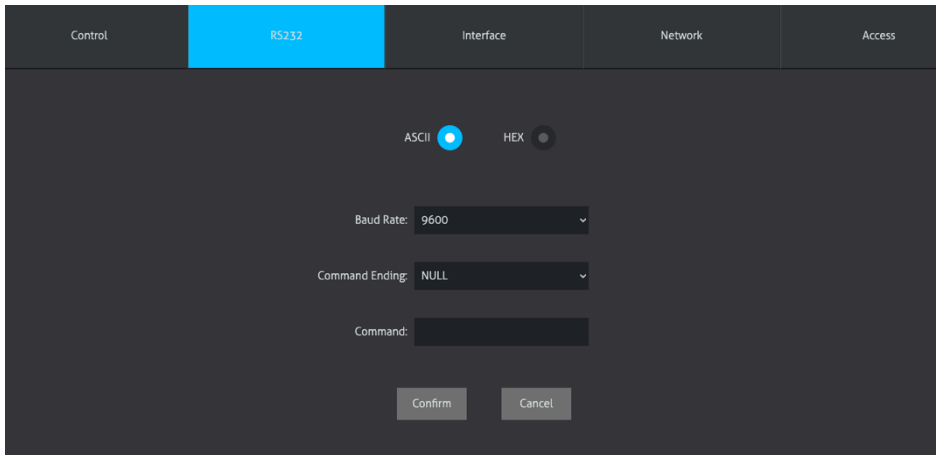 Control RS232 Interface Network Access
ASCII HEX
Baud Rate: 9600
Command Ending: NULL
Command:
Confirm Cancel